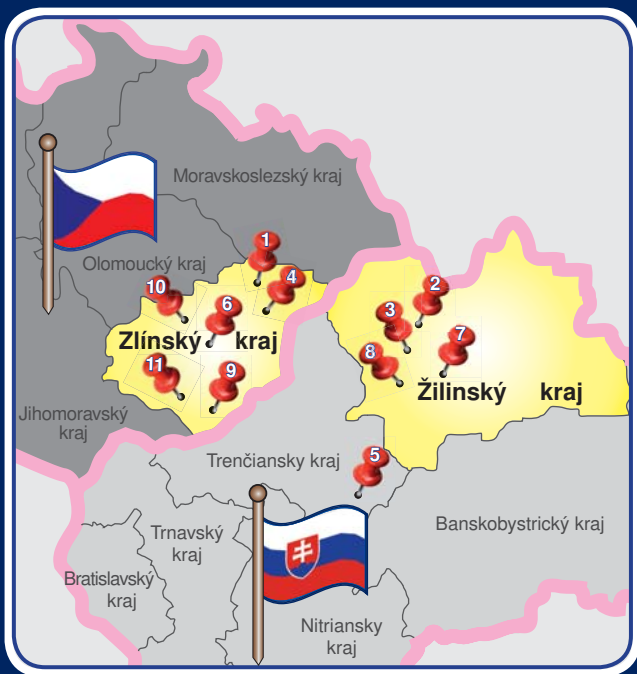 Moravskoslezský kraj
1
Olomoucký kraj
4
10
6
2
3
Zlínský kraj
7
8
11
9
Žilinský kraj
Jihomoravský
kraj
Trenčiansky kraj
5
Trnavský
kraj
Banskobystrický kraj
Bratislavský
kraj
Nitriansky
kraj